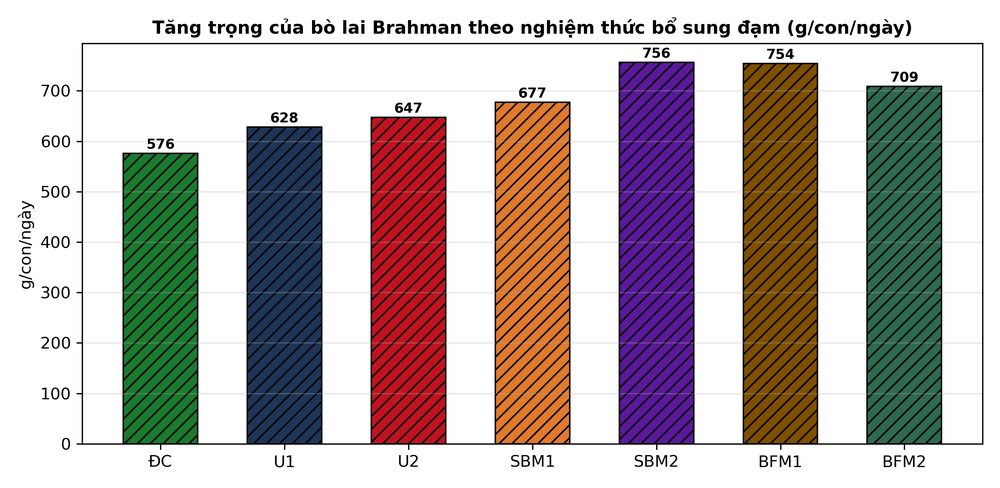 Tăng trọng của bò lai Brahman theo nghiệm thức bổ sung đạm (g/con/ngày)
g/con/ngày
700
600
500
400
300
200
100
0
576
628
647
677
756
754
709
ĐC
U1
U2
SBM1
SBM2
BFM1
BFM2